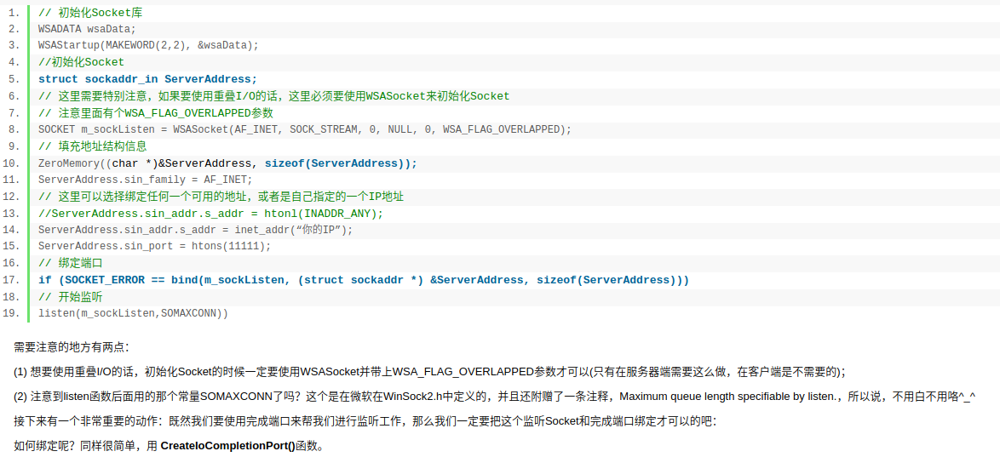 1. // 初始化Socket库
2. WSADATA wsaData;
3. WSAStartup(MAKEWORD(2,2), &wsaData);
4. //初始化Socket
5. struct sockaddr_in ServerAddress;
6. // 这里需要特别注意，如果要使用重叠I/O的话，这里必须要使用WSASocket来初始化Socket
7. // 注意里面有个WSA_FLAG_OVERLAPPED参数
8. SOCKET m_sockListen = WSASocket(AF_INET, SOCK_STREAM, 0, NULL, 0, WSA_FLAG_OVERLAPPED);
9. // 填充地址结构信息
10. ZeroMemory((char *)&ServerAddress, sizeof(ServerAddress));
11. ServerAddress.sin_family = AF_INET;
12. // 这里可以选择绑定任何一个可用的地址，或者是自己指定的一个IP地址
13. //ServerAddress.sin_addr.s_addr = htonl(INADDR_ANY);
14. ServerAddress.sin_addr.s_addr = inet_addr(“你的IP”);
15. ServerAddress.sin_port = htons(11111);
16. // 绑定端口
17. if (SOCKET_ERROR == bind(m_sockListen, (struct sockaddr *) &ServerAddress, sizeof(ServerAddress)))
18. // 开始监听
19. listen(m_sockListen,SOMAXCONN))
需要注意的地方有两点：
(1) 想要使用重叠I/O的话，初始化Socket的时候一定要使用WSASocket并带上WSA_FLAG_OVERLAPPED参数才可以(只有在服务器端需要这么做，在客户端是不需要的)；
(2) 注意到listen函数后面用的那个常量SOMAXCONN了吗？这个是在微软在WinSock2.h中定义的，并且还附赠了一条注释，Maximum queue length specifiable by listen.，所以说，不用白不用咯^_^
接下来有一个非常重要的动作：既然我们要使用完成端口来帮我们进行监听工作，那么我们一定要把这个监听Socket和完成端口绑定才可以的吧：
如何绑定呢？同样很简单，用 CreateIoCompletionPort()函数。